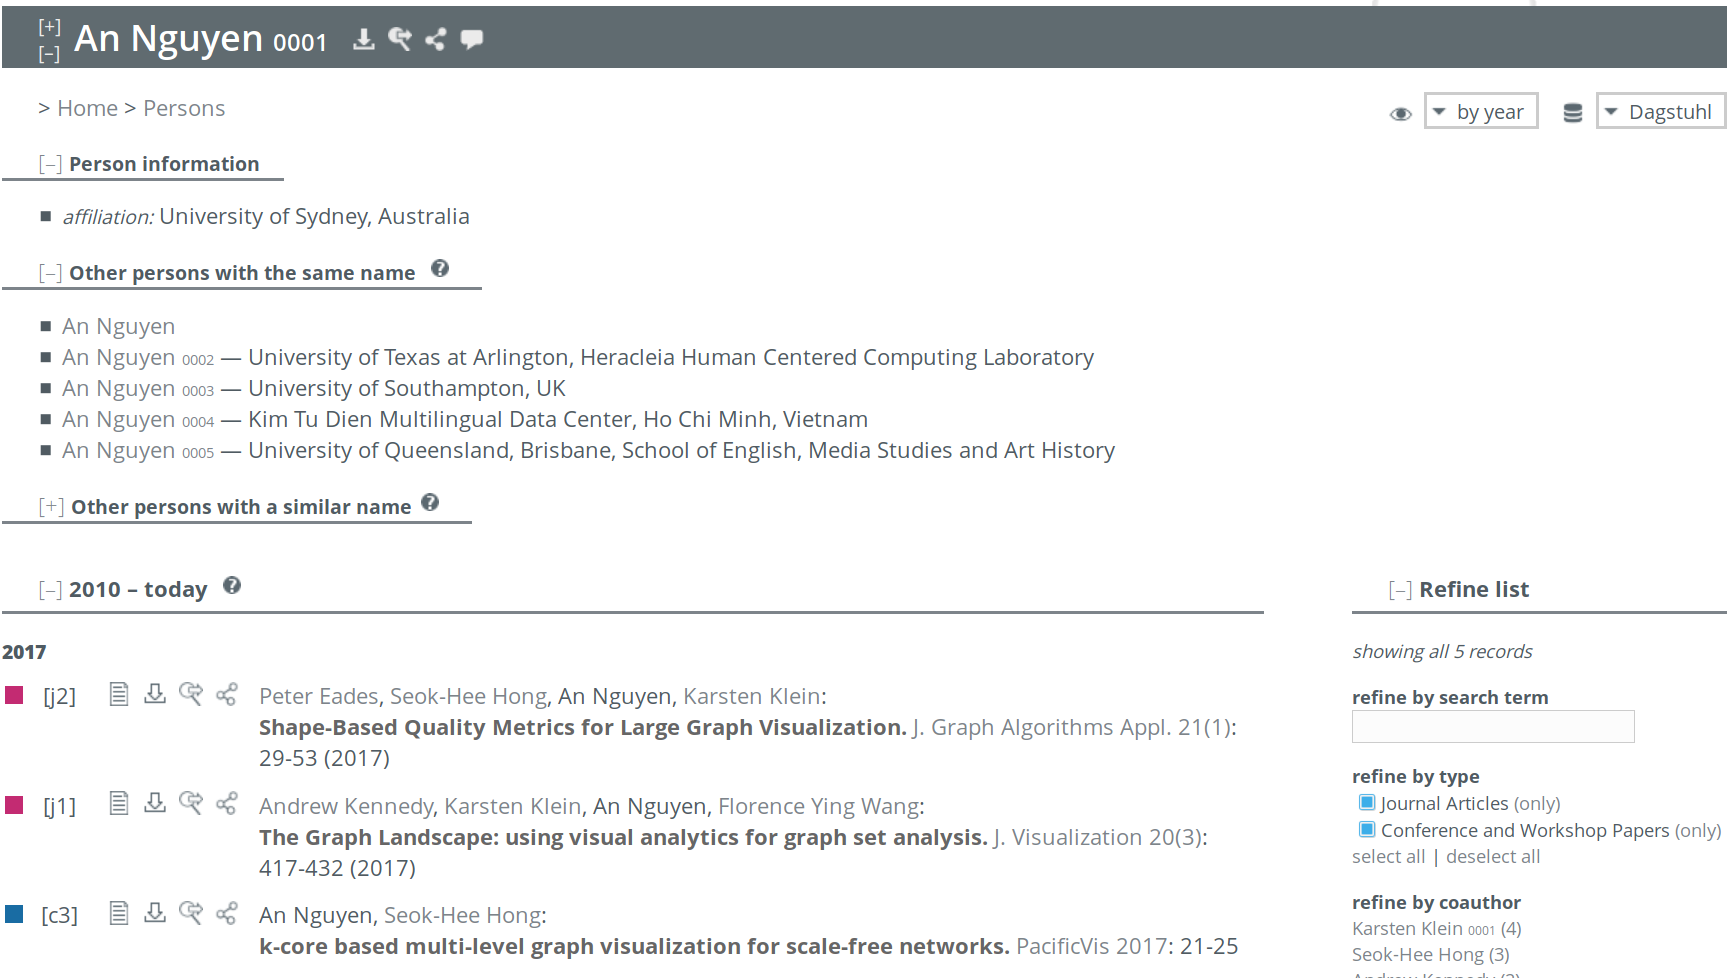 [+]
[–]
An Nguyen 0001
> Home > Persons
by year
Dagstuhl
[–] Person information
affiliation: University of Sydney, Australia
[–] Other persons with the same name ?
An Nguyen
An Nguyen 0002 — University of Texas at Arlington, Heracleia Human Centered Computing Laboratory
An Nguyen 0003 — University of Southampton, UK
An Nguyen 0004 — Kim Tu Dien Multilingual Data Center, Ho Chi Minh, Vietnam
An Nguyen 0005 — University of Queensland, Brisbane, School of English, Media Studies and Art History
[+] Other persons with a similar name ?
[–] 2010 – today ?
2017
[j2] Peter Eades, Seok-Hee Hong, An Nguyen, Karsten Klein:
Shape-Based Quality Metrics for Large Graph Visualization. J. Graph Algorithms Appl. 21(1):
29-53 (2017)
[j1] Andrew Kennedy, Karsten Klein, An Nguyen, Florence Ying Wang:
The Graph Landscape: using visual analytics for graph set analysis. J. Visualization 20(3):
417-432 (2017)
[c3] An Nguyen, Seok-Hee Hong:
k-core based multi-level graph visualization for scale-free networks. PacificVis 2017: 21-25
[–] Refine list
showing all 5 records
refine by search term
refine by type
Journal Articles (only)
Conference and Workshop Papers (only)
select all | deselect all
refine by coauthor
Karsten Klein 0001 (4)
Seok-Hee Hong (3)